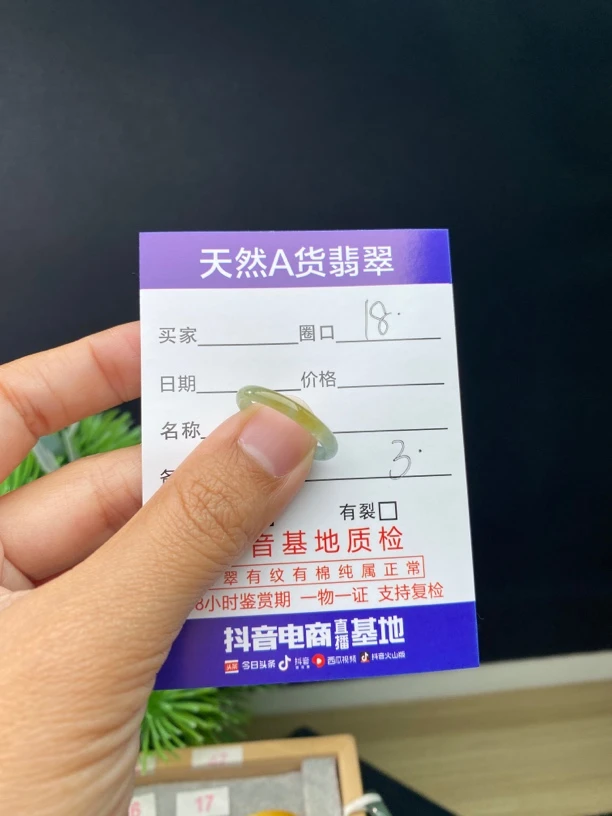 天然A货翡翠
买家 圈口 18.
日期 价格
名称
3.
有裂
音基地质检
翠有纹有棉纯属正常
8小时鉴赏期 一物一证 支持复检
抖音电商直播基地
头条 今日头条 抖音 西瓜视频 抖音火山版
17